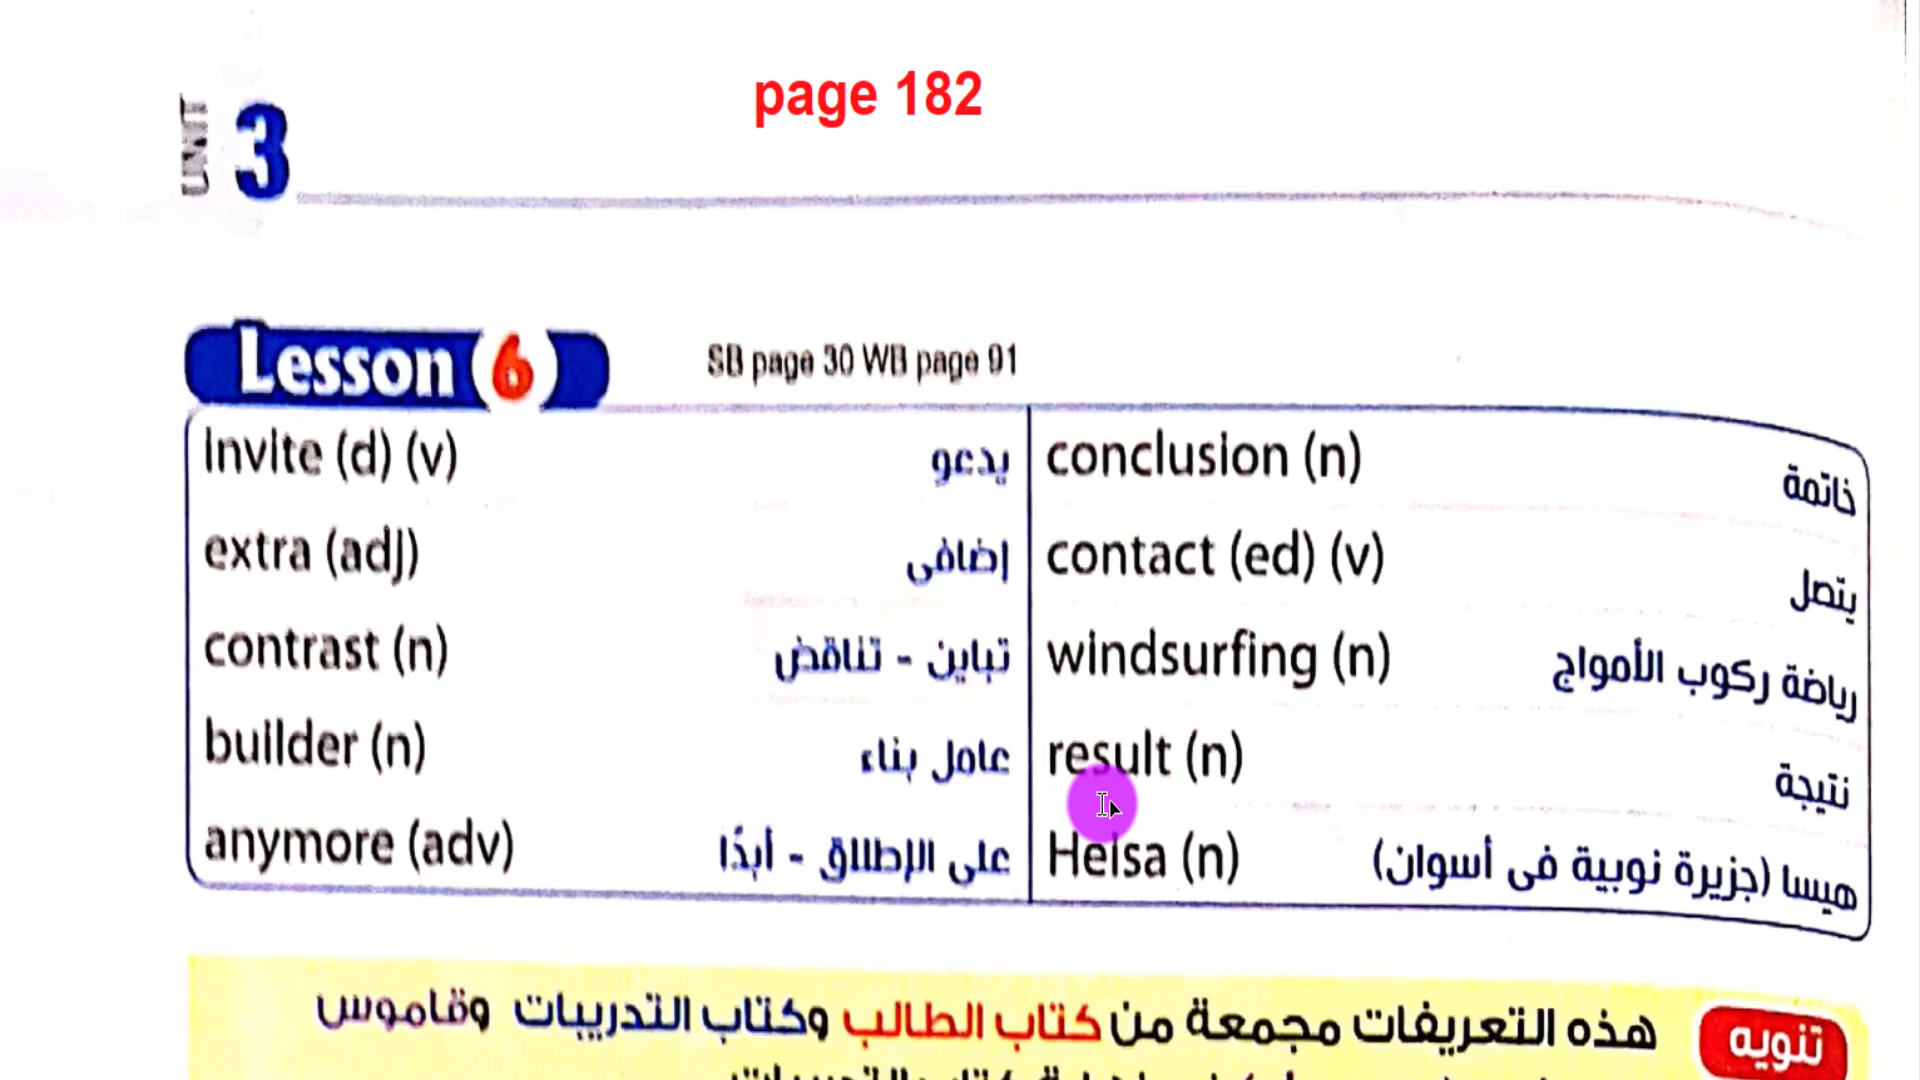 page 182
UNIT 3
Lesson (6) SB page 30 WB page 91
invite (d) (v) يدعو
extra (adj) إضافى
contrast (n) تباين - تناقض
builder (n) عامل بناء
anymore (adv) على الإطلاق - أبدًا
conclusion (n) خاتمة
contact (ed) (v) يتصل
windsurfing (n) رياضة ركوب الأمواج
result (n) نتيجة
Heisa (n) هيسا (جزيرة نوبية فى أسوان)
تنويه هذه التعريفات مجمعة من كتاب الطالب وكتاب التدريبات وقاموس